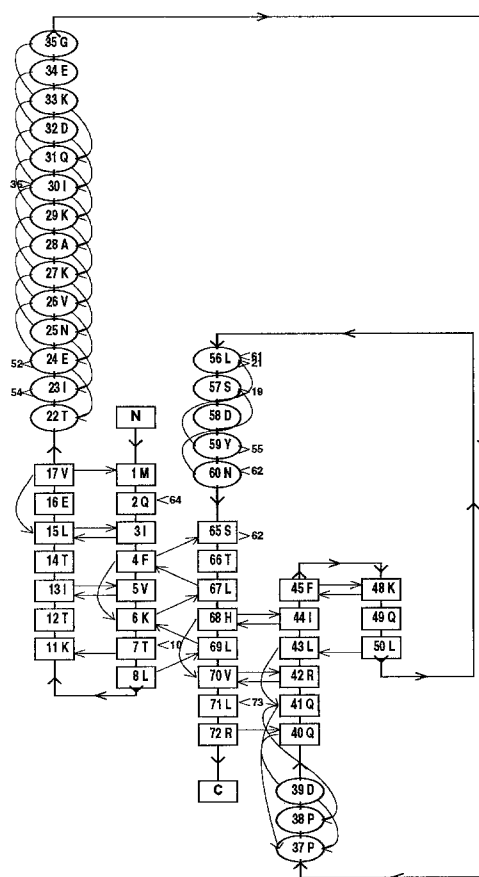 35 G
34 E
33 K
32 D
31 Q
36
30 I
29 K
28 A
27 K
26 V
25 N
52
24 E
54
23 I
22 T
N
17 V
1 M
16 E
2 Q
64
15 L
3 I
14 T
4 F
13 I
5 V
12 T
6 K
11 K
7 T
10
8 L
56 L
61
21
57 S
19
58 D
59 Y
55
60 N
62
65 S
62
66 T
67 L
68 H
69 L
70 V
71 L
73
72 R
C
45 F
48 K
44 I
49 Q
43 L
50 L
42 R
41 Q
40 Q
39 D
38 P
37 P